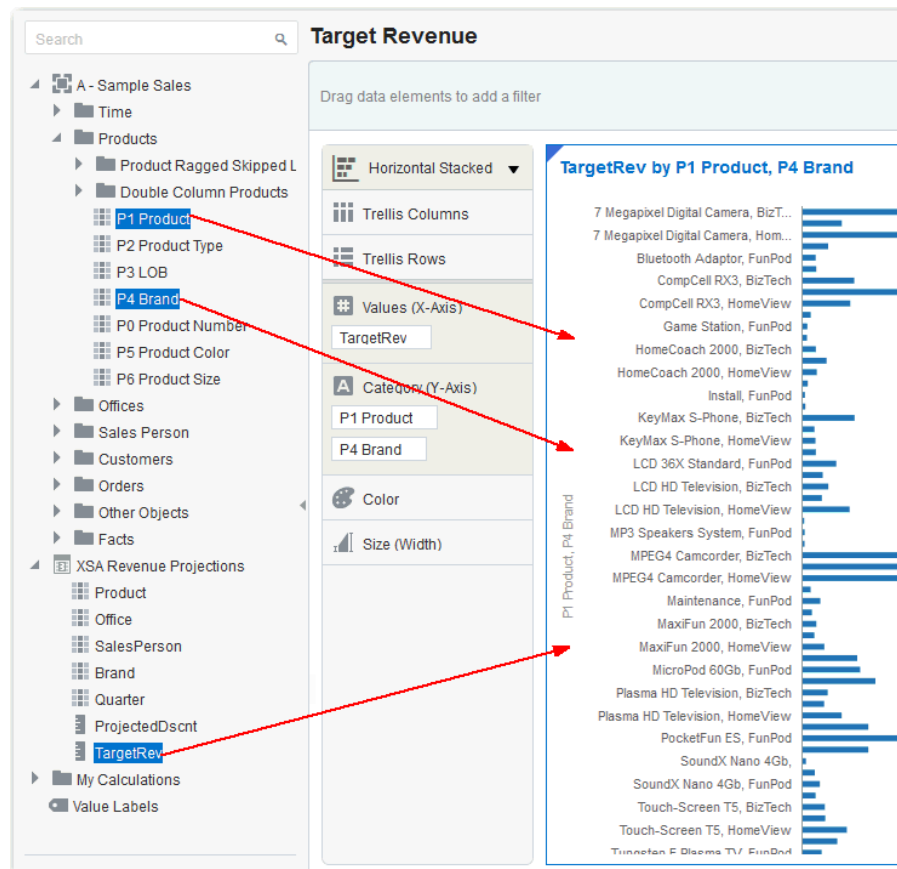 Search
Target Revenue
A - Sample Sales
Time
Products
Product Ragged Skipped L
Double Column Products
P1 Product
P2 Product Type
P3 LOB
P4 Brand
P0 Product Number
P5 Product Color
P6 Product Size
Offices
Sales Person
Customers
Orders
Other Objects
Facts
XSA Revenue Projections
Product
Office
SalesPerson
Brand
Quarter
ProjectedDscnt
TargetRev
My Calculations
Value Labels
Drag data elements to add a filter
Horizontal Stacked
Trellis Columns
Trellis Rows
Values (X-Axis)
TargetRev
Category (Y-Axis)
P1 Product
P4 Brand
Color
Size (Width)
TargetRev by P1 Product, P4 Brand
P1 Product, P4 Brand
7 Megapixel Digital Camera, BizT...
7 Megapixel Digital Camera, Hom...
Bluetooth Adaptor, FunPod
CompCell RX3, BizTech
CompCell RX3, HomeView
Game Station, FunPod
HomeCoach 2000, BizTech
HomeCoach 2000, HomeView
Install, FunPod
KeyMax S-Phone, BizTech
KeyMax S-Phone, HomeView
LCD 36X Standard, FunPod
LCD HD Television, BizTech
LCD HD Television, HomeView
MP3 Speakers System, FunPod
MPEG4 Camcorder, BizTech
MPEG4 Camcorder, HomeView
Maintenance, FunPod
MaxiFun 2000, BizTech
MaxiFun 2000, HomeView
MicroPod 60Gb, FunPod
Plasma HD Television, BizTech
Plasma HD Television, HomeView
PocketFun ES, FunPod
SoundX Nano 4Gb,
SoundX Nano 4Gb, FunPod
Touch-Screen T5, BizTech
Touch-Screen T5, HomeView
Tungsten E Plasma TV, FunPod